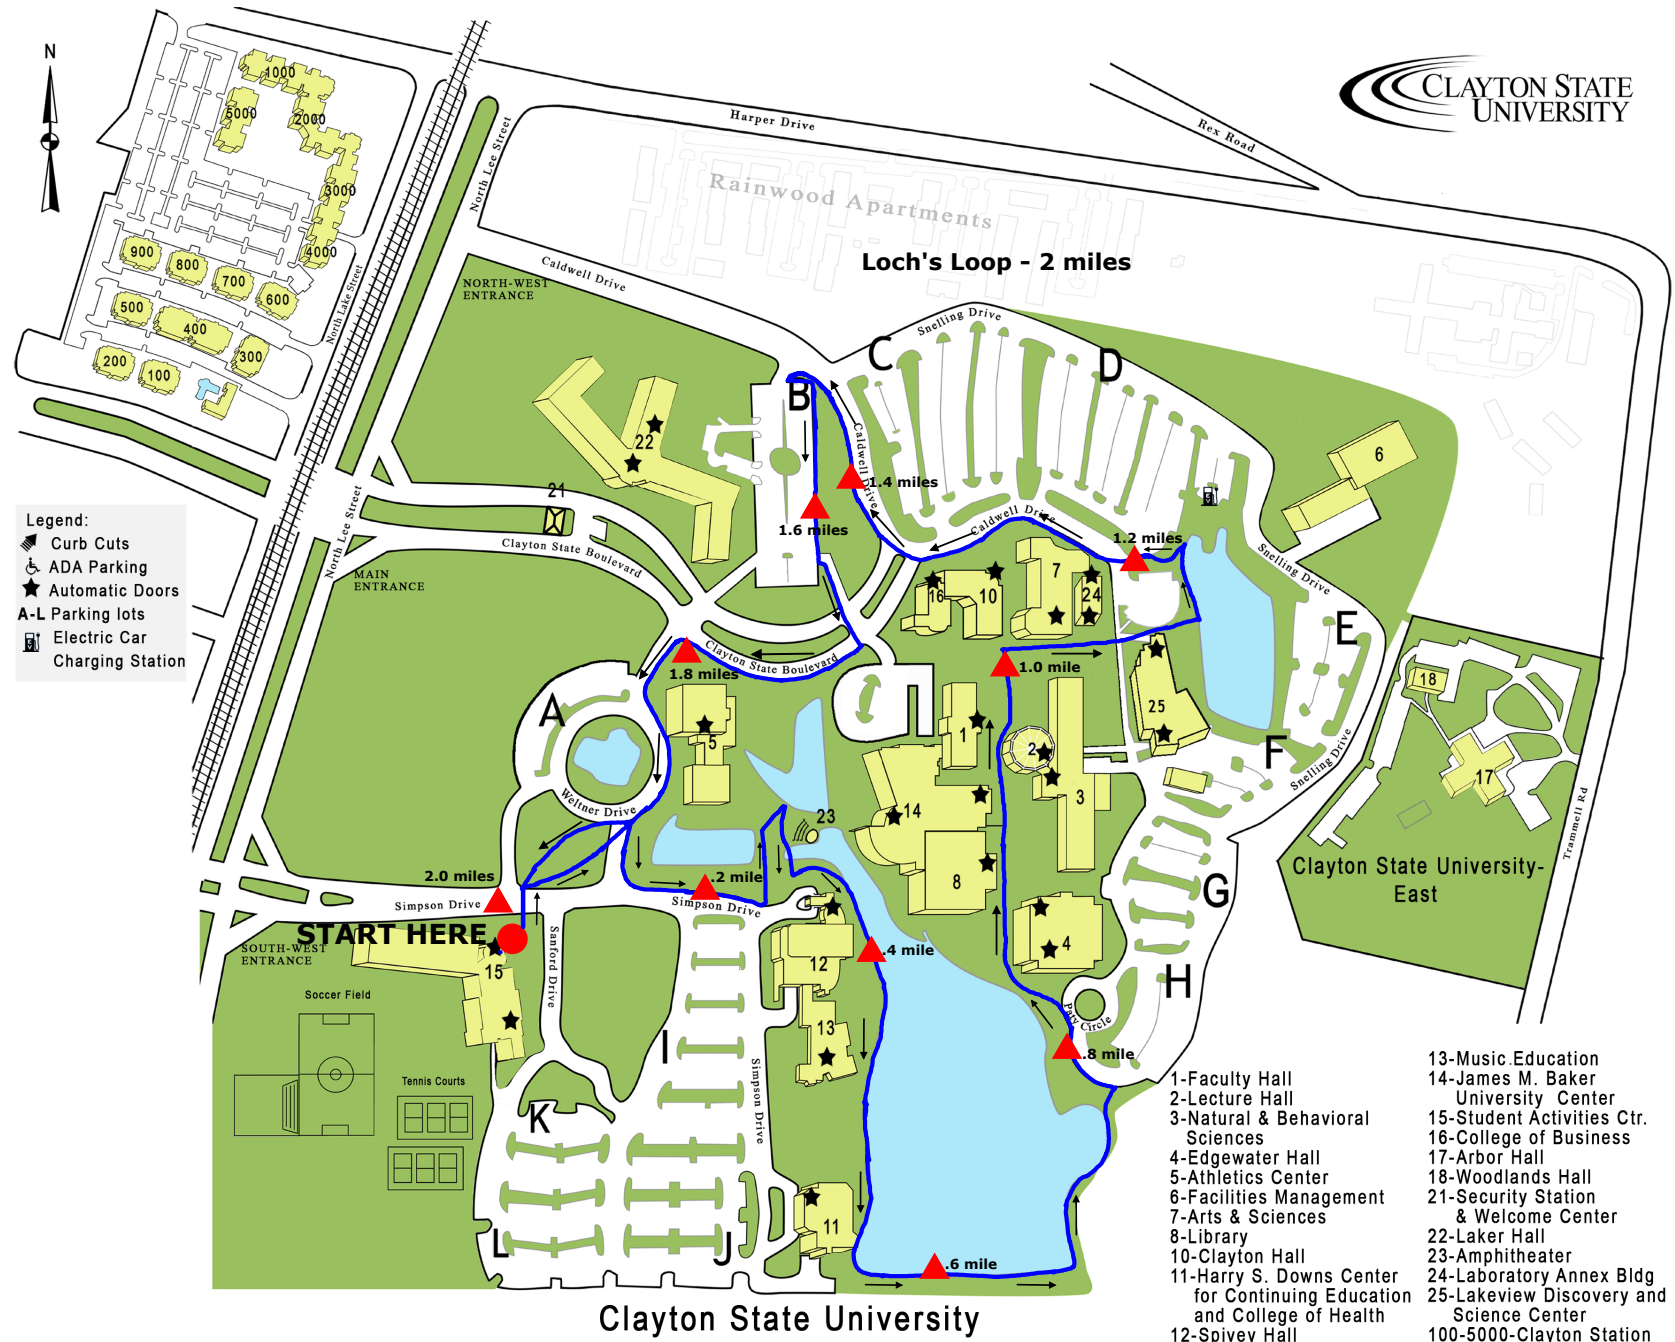 N
1000
5000
2000
3000
4000
900
800
700
600
500
400
300
200
100
North Lake Street
North Lee Street
Harper Drive
Rex Road
CLAYTON STATE
UNIVERSITY
Rainwood Apartments
Loch's Loop - 2 miles
Caldwell Drive
NORTH-WEST
ENTRANCE
Snelling Drive
C
D
B
22
Caldwell Drive
1.4 miles
1.6 miles
Caldwell Drive
1.2 miles
6
21
North Lee Street
Clayton State Boulevard
MAIN
ENTRANCE
Legend:
Curb Cuts
ADA Parking
Automatic Doors
A-L Parking lots
Electric Car
Charging Station
Snelling Drive
E
16
10
7
24
1.0 mile
25
Clayton State Boulevard
1.8 miles
A
5
1
2
3
F
Snelling Drive
18
17
Trammell Rd
Weltner Drive
23
14
8
G
Clayton State University-
East
2.0 miles
.2 mile
Simpson Drive
Simpson Drive
START HERE
SOUTH-WEST
ENTRANCE
15
Sanford Drive
12
.4 mile
4
H
Paty Circle
Soccer Field
13
I
.8 mile
Tennis Courts
Simpson Drive
K
L
J
11
.6 mile
Clayton State University
1-Faculty Hall
2-Lecture Hall
3-Natural & Behavioral
Sciences
4-Edgewater Hall
5-Athletics Center
6-Facilities Management
7-Arts & Sciences
8-Library
10-Clayton Hall
11-Harry S. Downs Center
for Continuing Education
and College of Health
12-Spivey Hall
13-Music.Education
14-James M. Baker
University Center
15-Student Activities Ctr.
16-College of Business
17-Arbor Hall
18-Woodlands Hall
21-Security Station
& Welcome Center
22-Laker Hall
23-Amphitheater
24-Laboratory Annex Bldg
25-Lakeview Discovery and
Science Center
100-5000-Clayton Station